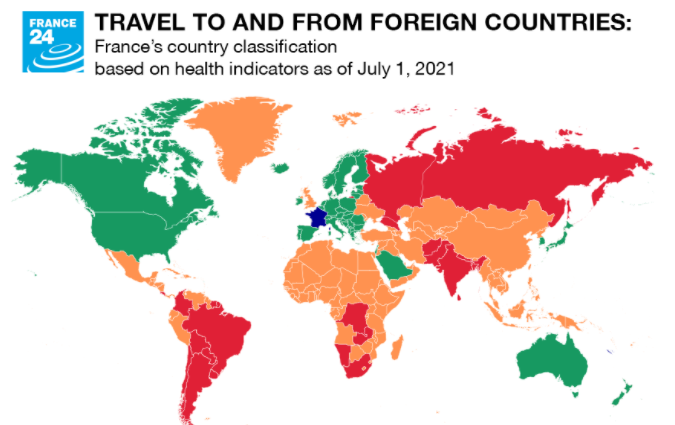 FRANCE
24
TRAVEL TO AND FROM FOREIGN COUNTRIES:
France's country classification
based on health indicators as of July 1, 2021